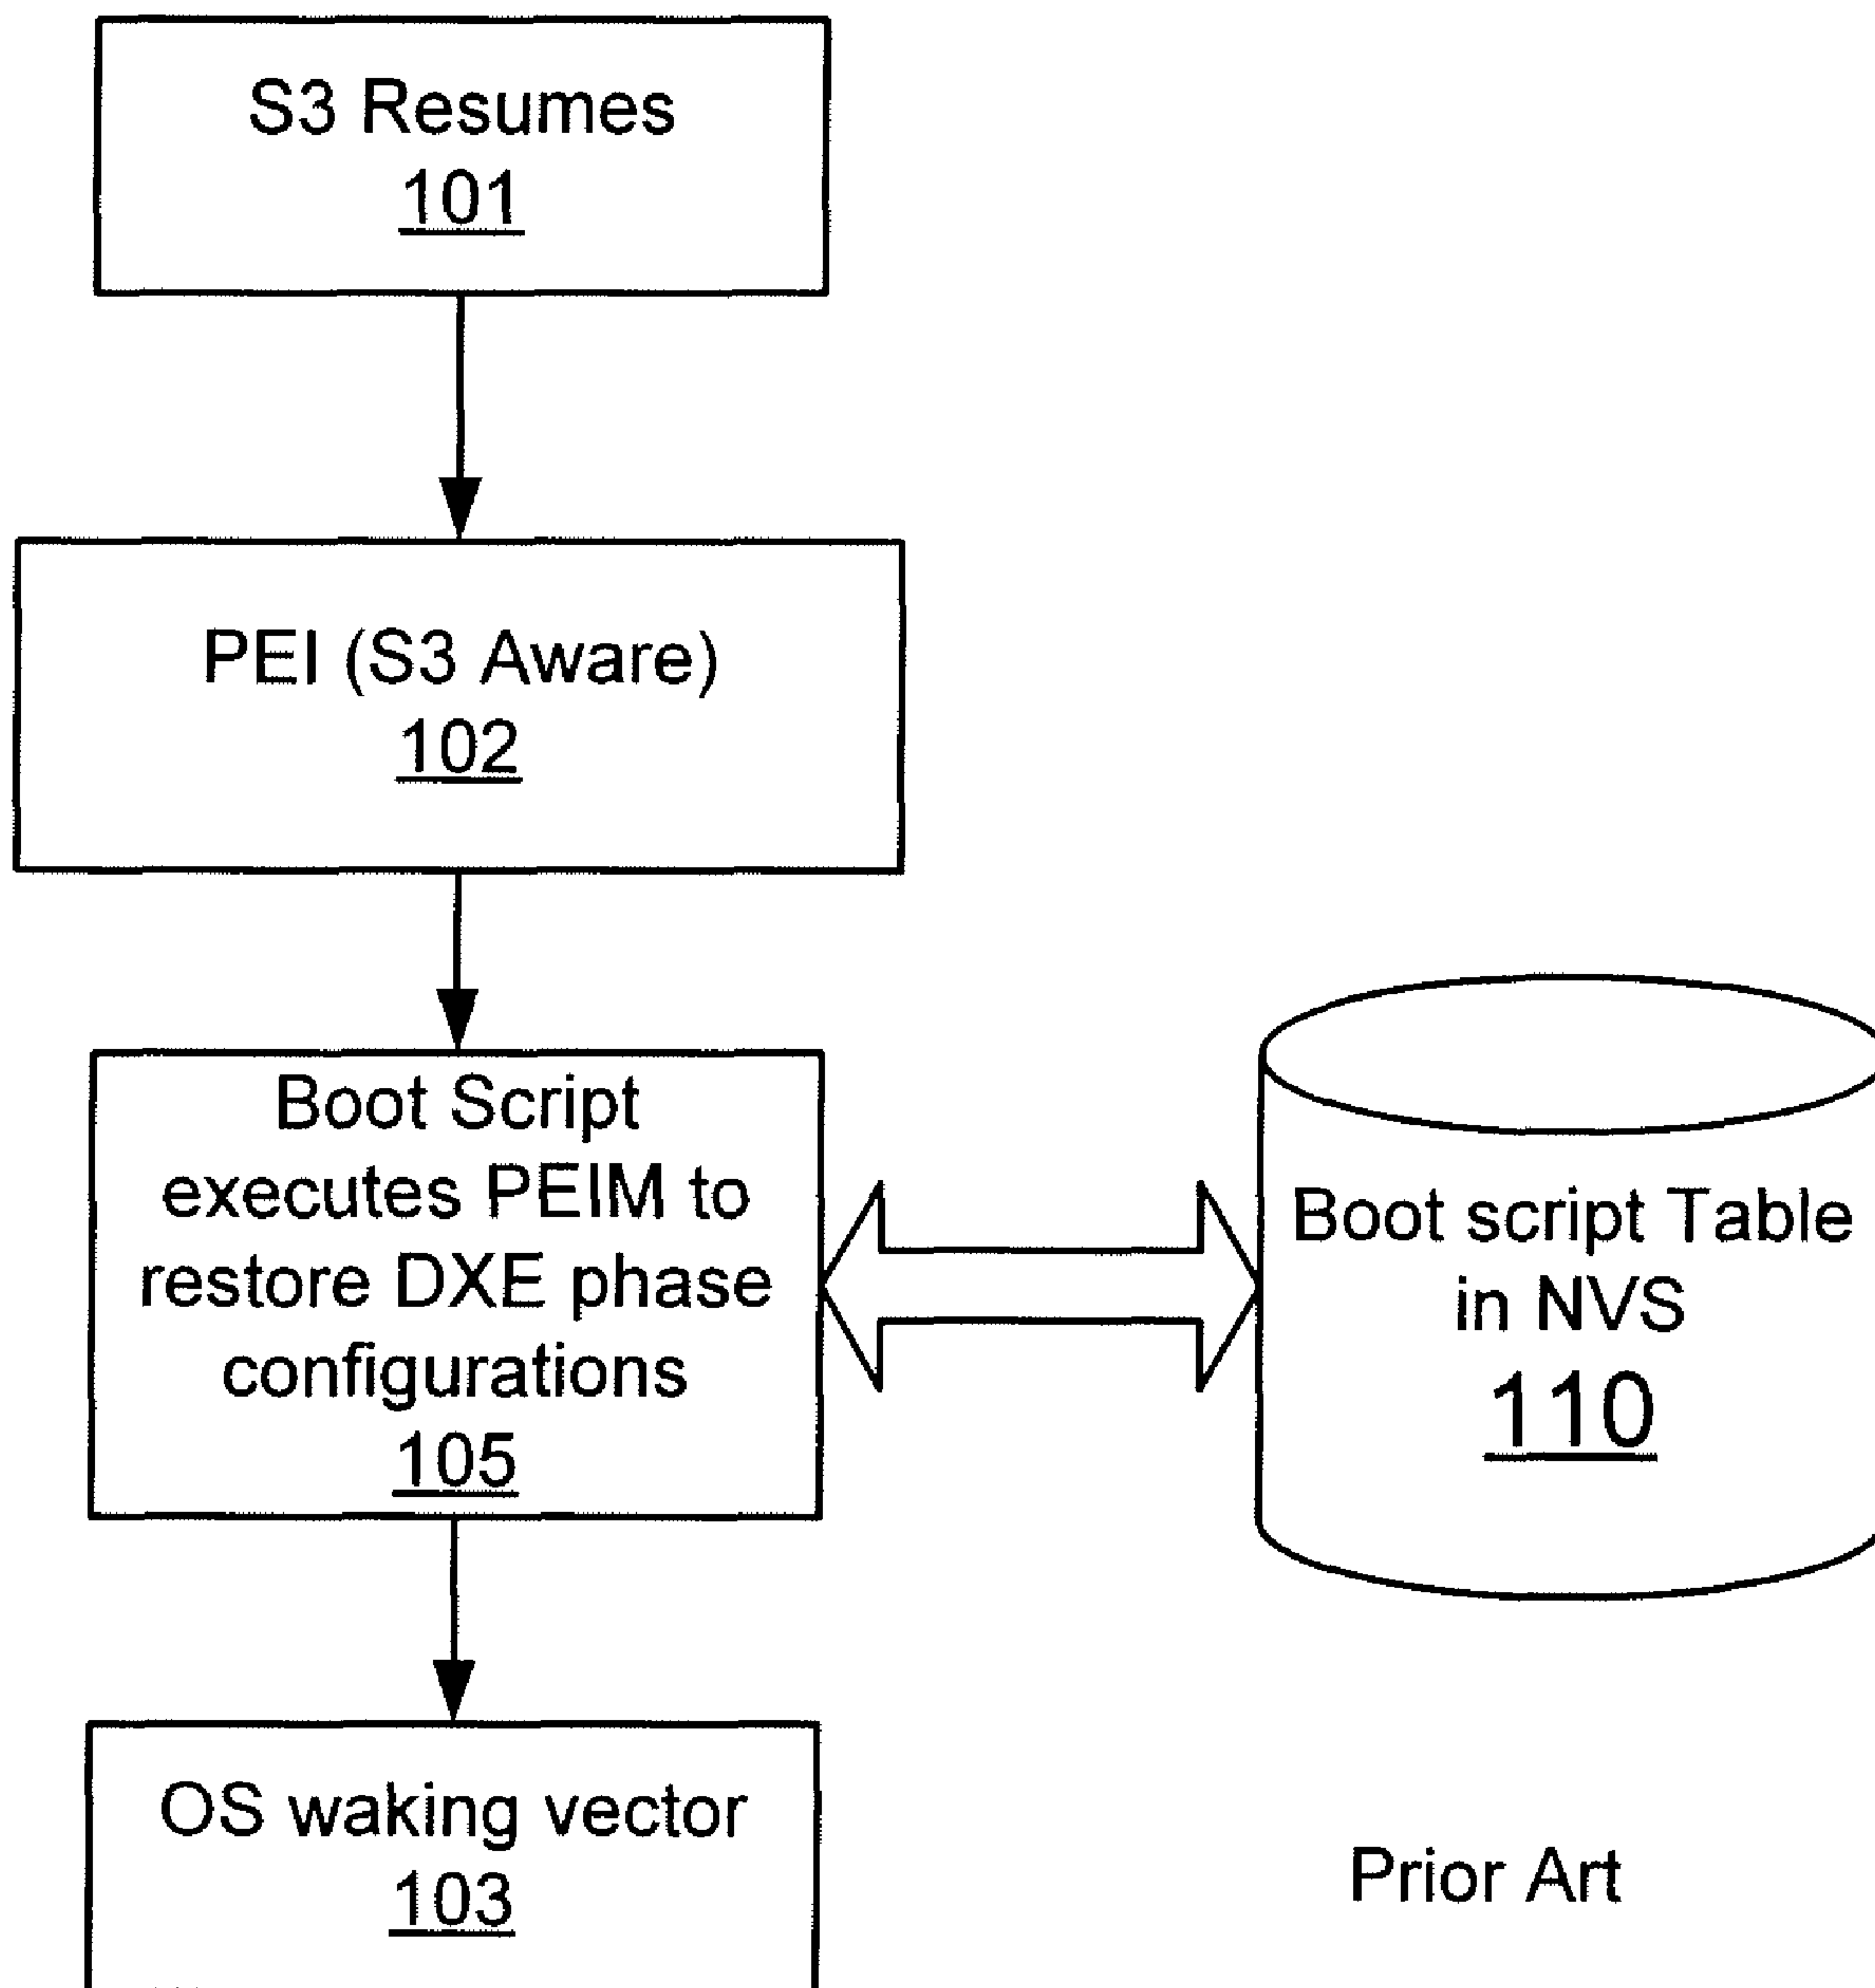 S3 Resumes
101
PEI (S3 Aware)
102
Boot Script
executes PEIM to
restore DXE phase
configurations
105
Boot script Table
in NVS
110
OS waking vector
103
Prior Art